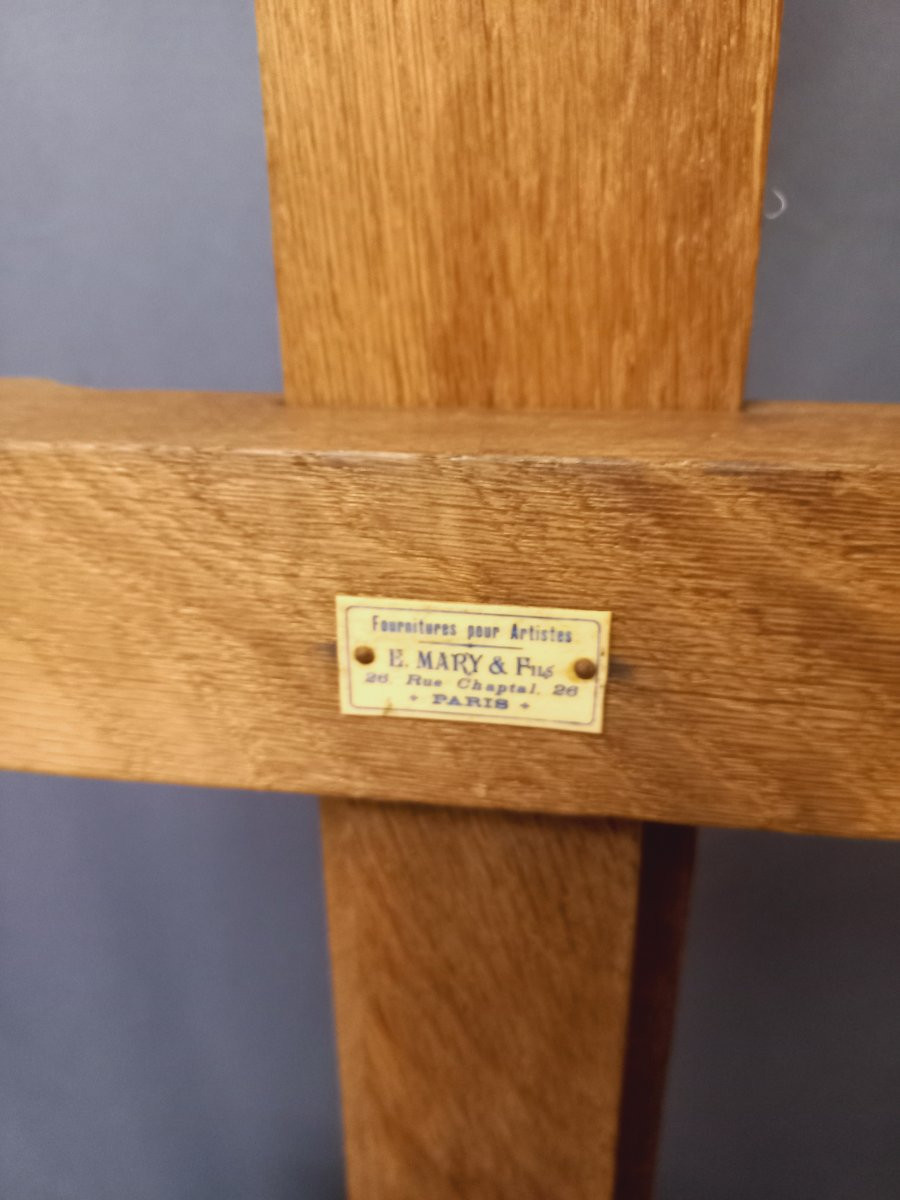 Fournitures pour Artistes
E. MARY & Fils
26. Rue Chaptal. 26
PARIS